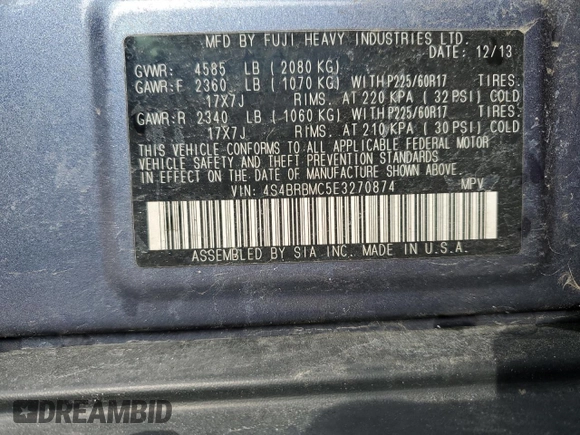 MFD BY FUJI HEAVY INDUSTRIES LTD.
DATE: 12/13
GVWR: 4585 LB ( 2080 KG)
GAWR:F 2360 LB ( 1070 KG) WITH P225/60R17 TIRES.
17X7J RIMS. AT 220 KPA ( 32 PSI) COLD
GAWR:R 2340 LB ( 1060 KG) WITH P225/60R17 TIRES.
17X7J RIMS. AT 210 KPA ( 30 PSI) COLD
THIS VEHICLE CONFORMS TO ALL APPLICABLE FEDERAL MOTOR
VEHICLE SAFETY AND THEFT PREVENTION STANDARDS
IN EFFECT ON THE DATE OF MANUFACTURE SHOWN ABOVE.
VIN: 4S4BRBMC5E3270874 MPV
ASSEMBLED BY SIA INC.. MADE IN U.S.A.
DREAMBID